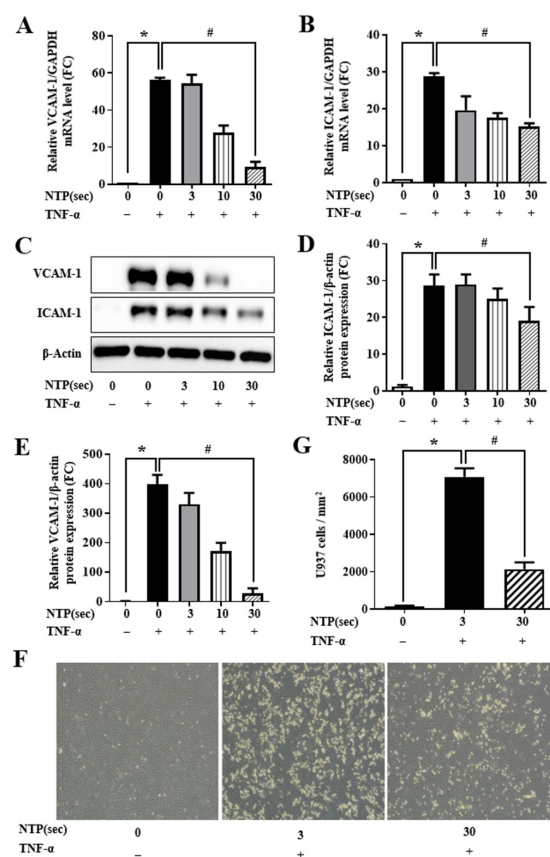 A
Relative VCAM-1/GAPDH
mRNA level (FC)
60
40
20
0
*
#
NTP(sec) 0 0 3 10 30
TNF-α – + + + +
B
Relative ICAM-1/GAPDH
mRNA level (FC)
40
30
20
10
0
*
#
NTP(sec) 0 0 3 10 30
TNF-α – + + + +
C
VCAM-1
ICAM-1
β-Actin
NTP(sec) 0 0 3 10 30
TNF-α – + + + +
D
Relative ICAM-1/β-actin
protein expression (FC)
40
30
20
10
0
*
#
NTP(sec) 0 0 3 10 30
TNF-α – + + + +
E
Relative VCAM-1/β-actin
protein expression (FC)
500
400
300
200
100
0
*
#
NTP(sec) 0 0 3 10 30
TNF-α – + + + +
G
U937 cells / mm²
8000
6000
4000
2000
0
*
#
NTP(sec) 0 3 30
TNF-α – + +
F
NTP(sec) 0 3 30
TNF-α – + +